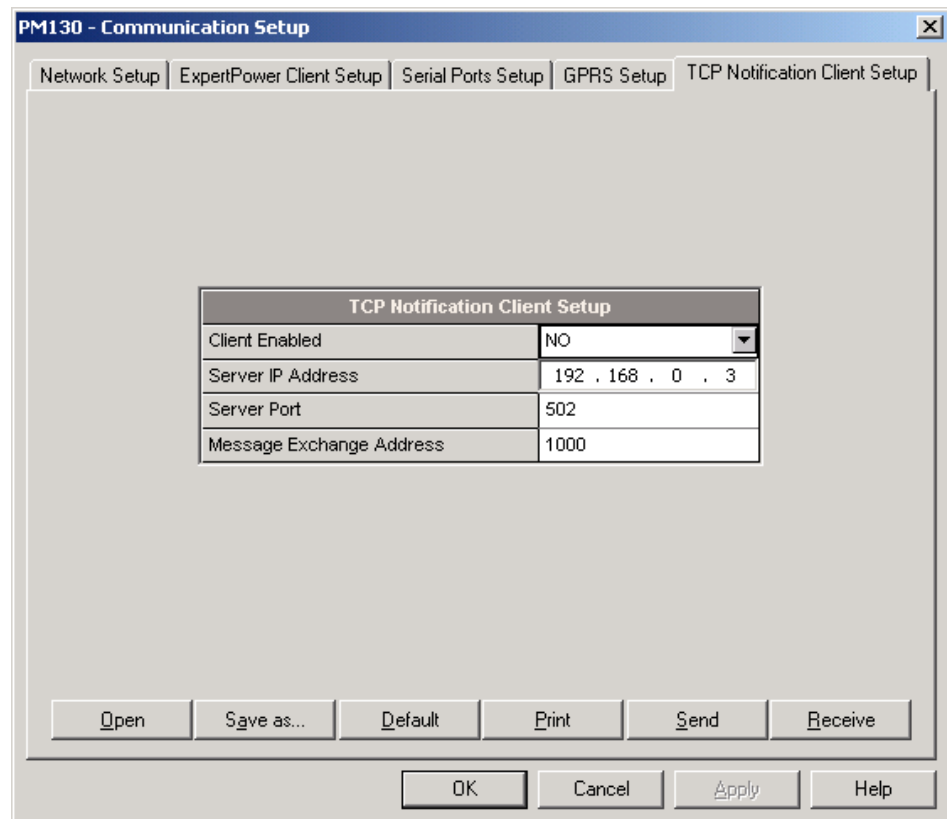 PM130 - Communication Setup
Network Setup ExpertPower Client Setup Serial Ports Setup GPRS Setup TCP Notification Client Setup
TCP Notification Client Setup
Client Enabled NO
Server IP Address 192 . 168 . 0 . 3
Server Port 502
Message Exchange Address 1000
Open Save as... Default Print Send Receive
OK Cancel Apply Help